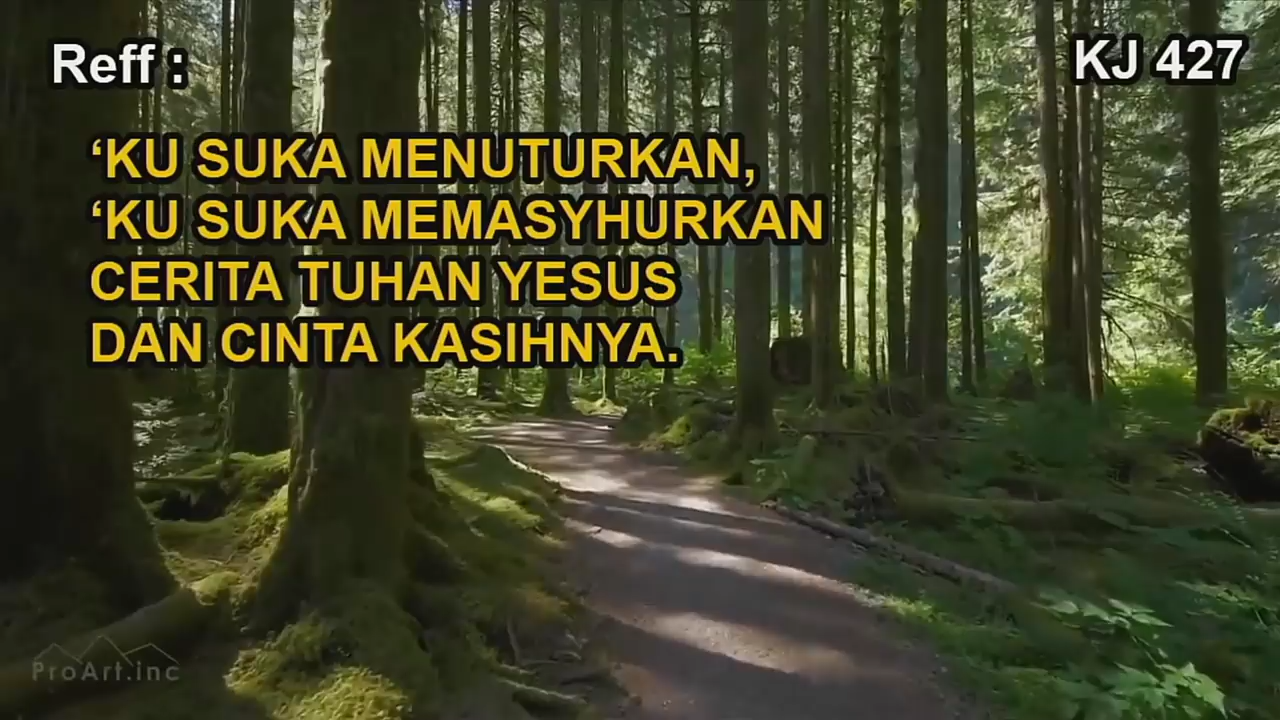 Reff :
KJ 427
‘KU SUKA MENUTURKAN,
‘KU SUKA MEMASYHURKAN
CERITA TUHAN YESUS
DAN CINTA KASIHNYA.
ProArt.inc